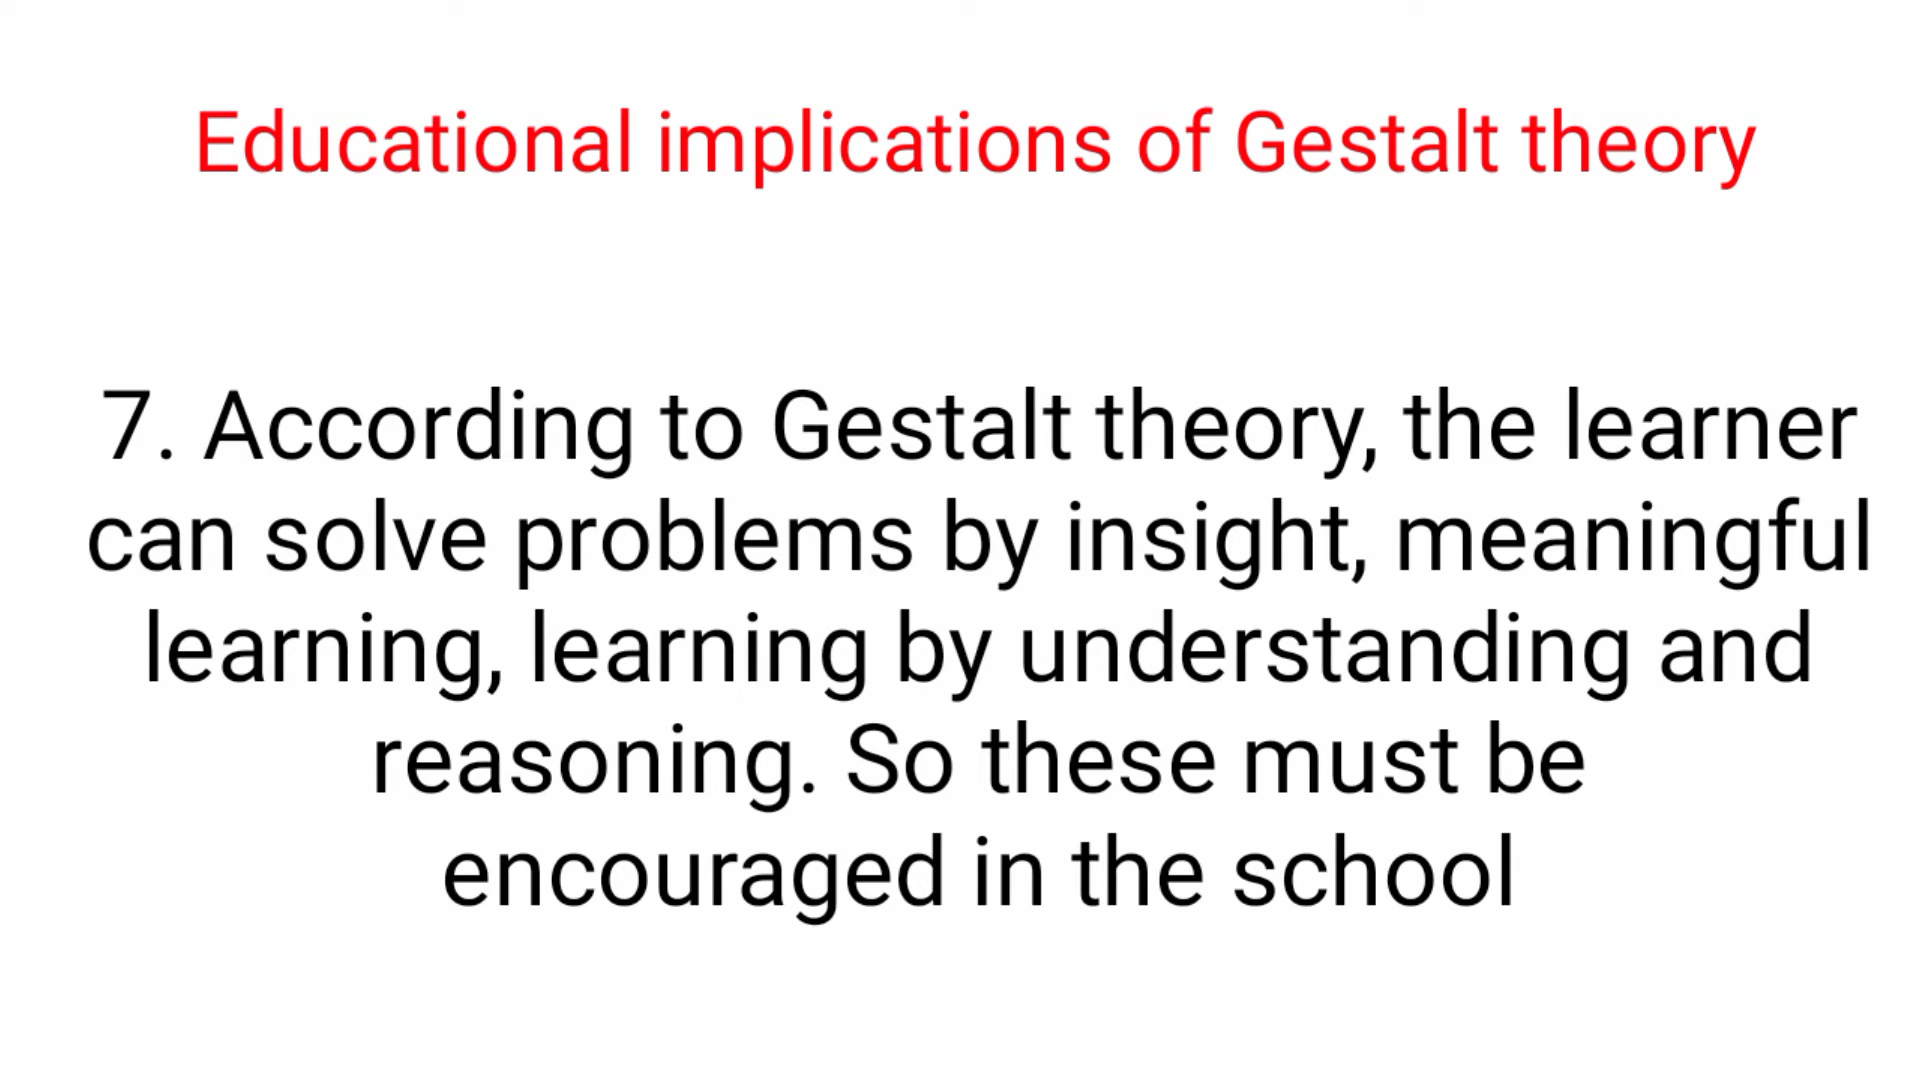 Educational implications of Gestalt theory
7. According to Gestalt theory, the learner
can solve problems by insight, meaningful
learning, learning by understanding and
reasoning. So these must be
encouraged in the school